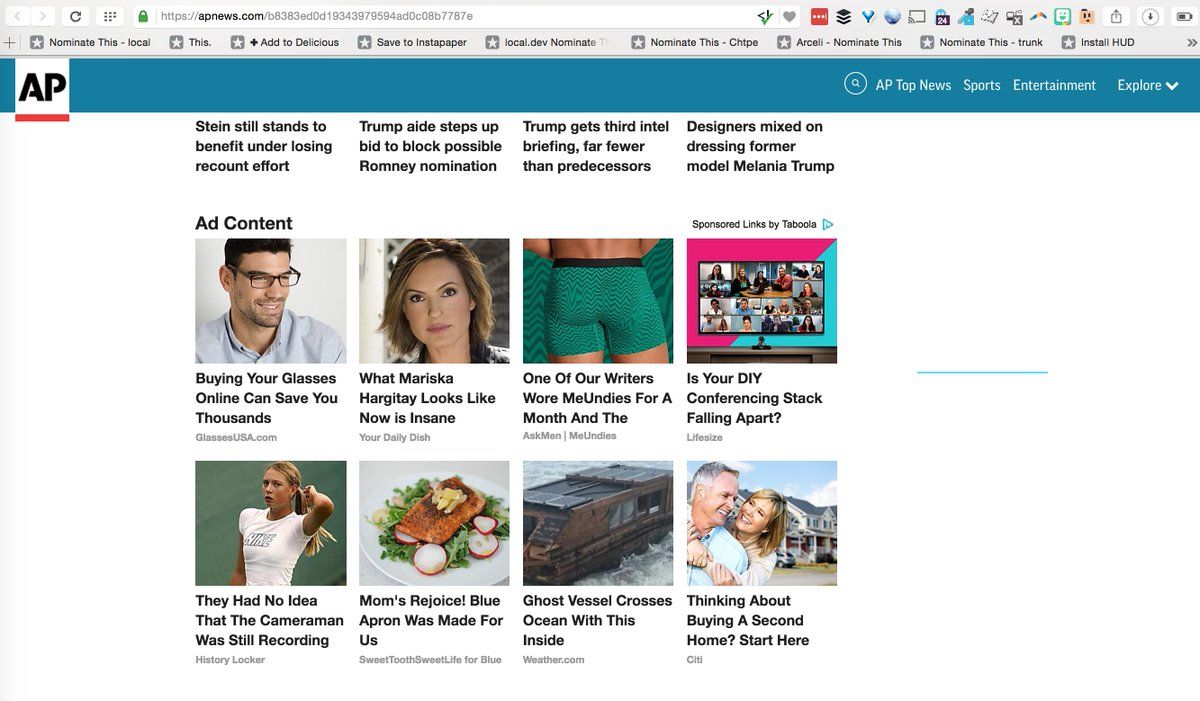 https://apnews.com/b8383ed0d19343979594ad0c08b7787e
24
Nominate This - local
This.
+ Add to Delicious
Save to Instapaper
local.dev Nominate Th
Nominate This - Chtpe
Arceli - Nominate This
Nominate This - trunk
Install HUD
AP
AP Top News
Sports
Entertainment
Explore
Stein still stands to
benefit under losing
recount effort
Trump aide steps up
bid to block possible
Romney nomination
Trump gets third intel
briefing, far fewer
than predecessors
Designers mixed on
dressing former
model Melania Trump
Ad Content
Sponsored Links by Taboola
Buying Your Glasses
Online Can Save You
Thousands
GlassesUSA.com
What Mariska
Hargitay Looks Like
Now is Insane
Your Daily Dish
One Of Our Writers
Wore MeUndies For A
Month And The
AskMen | MeUndies
Is Your DIY
Conferencing Stack
Falling Apart?
Lifesize
NIKE
They Had No Idea
That The Cameraman
Was Still Recording
History Locker
Mom's Rejoice! Blue
Apron Was Made For
Us
SweetToothSweetLife for Blue
Ghost Vessel Crosses
Ocean With This
Inside
Weather.com
Thinking About
Buying A Second
Home? Start Here
Citi